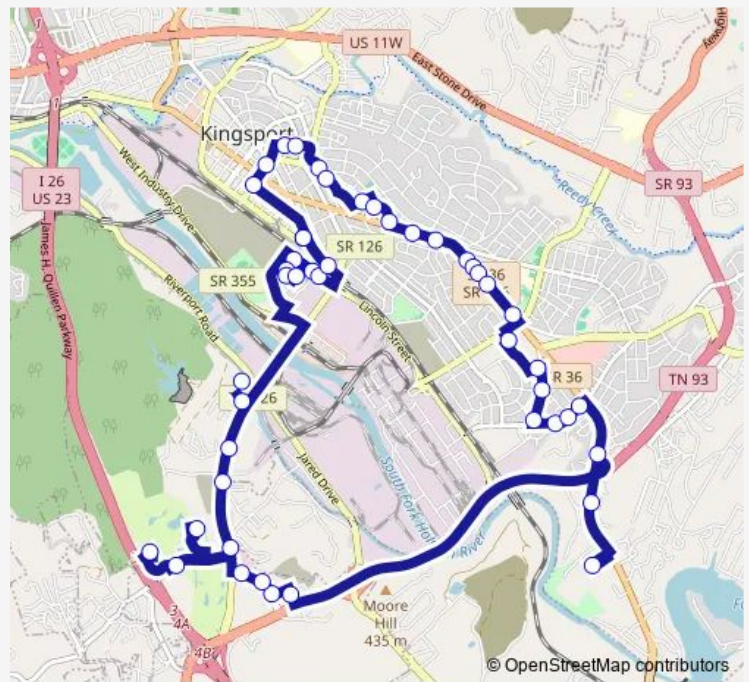 US 11W
East Stone Drive
Highway
Kingsport
1
1
I 26
US 23
West Industry Drive
SR 93
Reedy Creek
SR 126
SR 355
36
SR
James H. Quillen Parkway
Riverport Road
Lincoln Street
TN 93
R 36
26
Jared Drive
South Fork Hol
River
Moore
Hill
435 m
3
4A
4B
© OpenStreetMap contributors